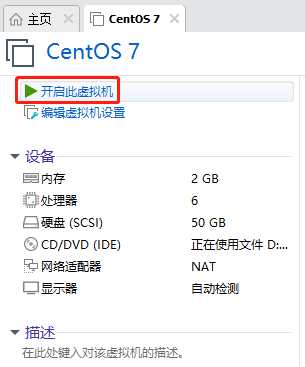 主页 × CentOS 7 ×
CentOS 7
开启此虚拟机
编辑虚拟机设置
设备
内存 2 GB
处理器 6
硬盘 (SCSI) 50 GB
CD/DVD (IDE) 正在使用文件 D:...
网络适配器 NAT
显示器 自动检测
描述
在此处键入对该虚拟机的描述。